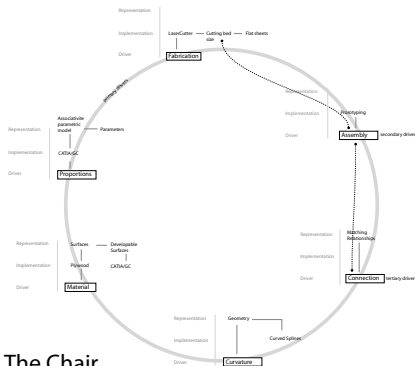 Representation
LaserCutter
Cutting bed
size
Flat sheets
Implementation
Driver
Fabrication
primary drivers
Representation
Associativite
parametric
model
Parameters
Implementation
CATIA/GC
Driver
Proportions
Representation
Prototyping
Implementation
Driver
Assembly
secondary driver
Representation
Surfaces
Developable
Surfaces
Implementation
Plywood
CATIA/GC
Driver
Material
Representation
Matching
Relationships
Implementation
Driver
Connection
tertiary driver
Representation
Geometry
Implementation
Curved Splines
Driver
Curvature
The Chair